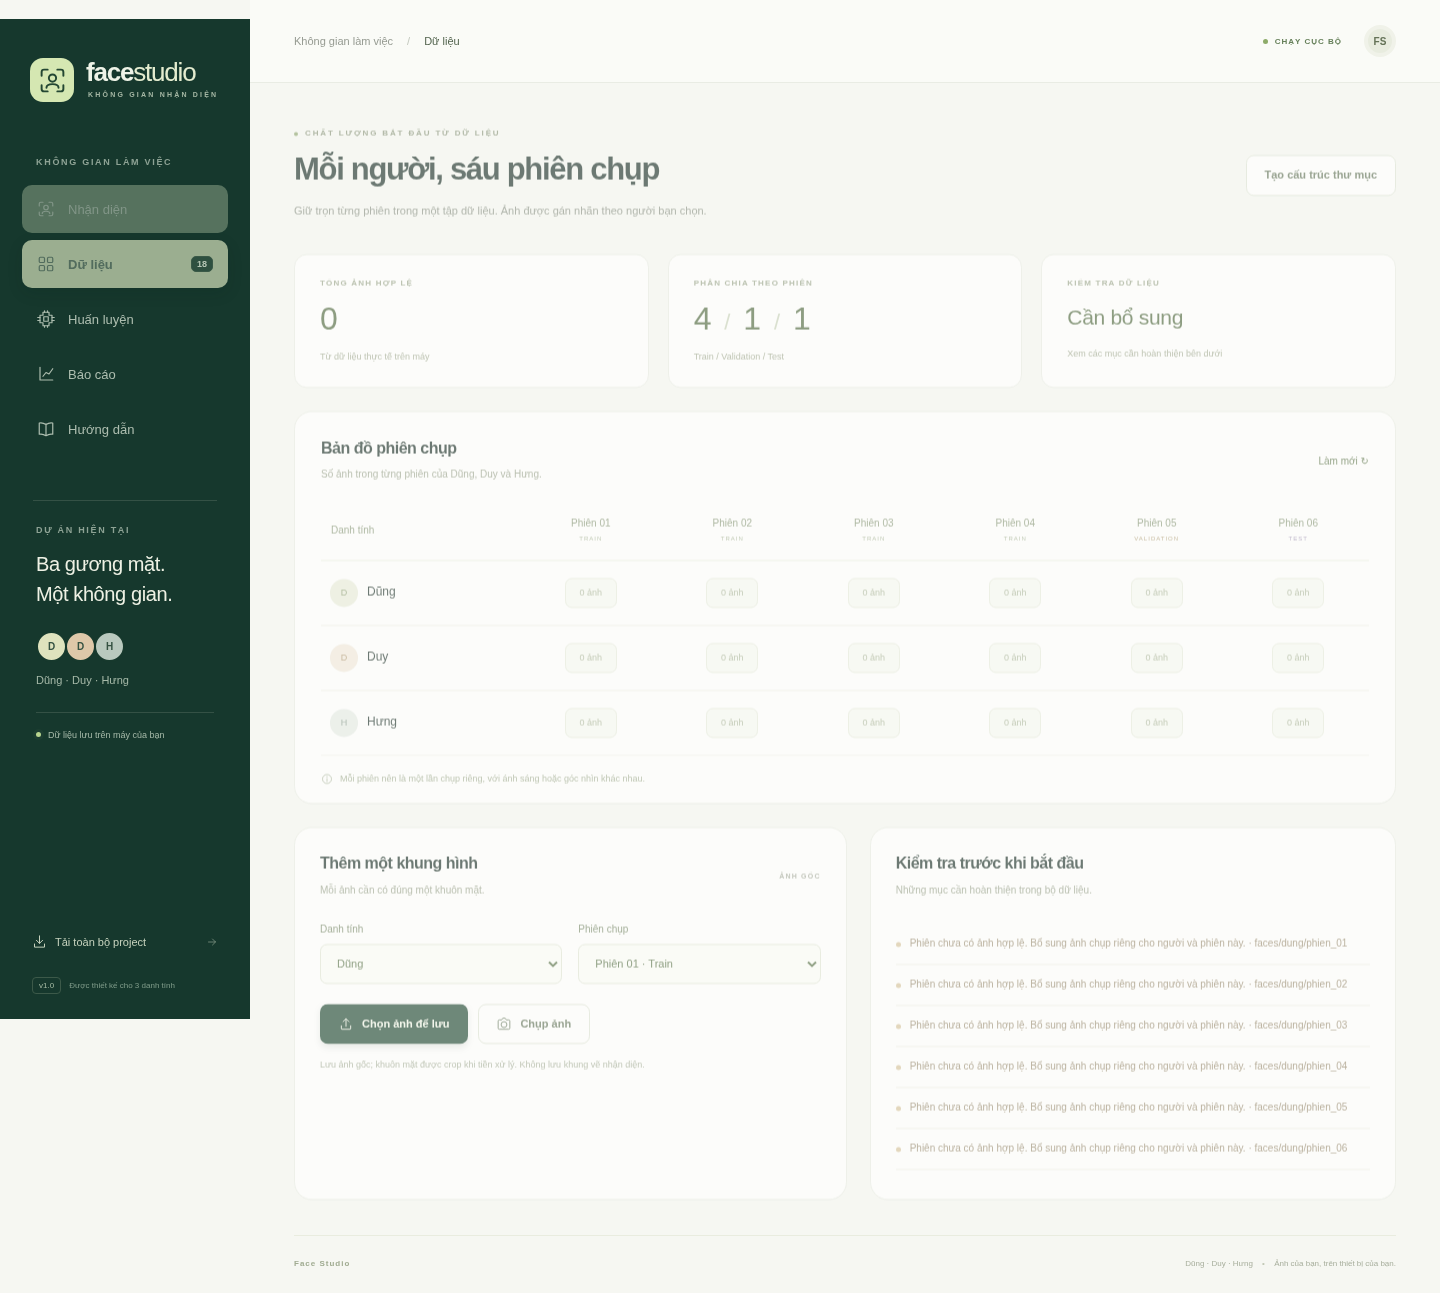 facestudio
KHÔNG GIAN NHẬN DIỆN
KHÔNG GIAN LÀM VIỆC
Nhận diện
Dữ liệu 18
Huấn luyện
Báo cáo
Hướng dẫn
DỰ ÁN HIỆN TẠI
Ba gương mặt.
Một không gian.
D D H
Dũng · Duy · Hưng
Dữ liệu lưu trên máy của bạn
Tải toàn bộ project →
v1.0 Được thiết kế cho 3 danh tính
Không gian làm việc / Dữ liệu
CHẠY CỤC BỘ FS
CHẤT LƯỢNG BẮT ĐẦU TỪ DỮ LIỆU
Mỗi người, sáu phiên chụp
Giữ trọn từng phiên trong một tập dữ liệu. Ảnh được gán nhãn theo người bạn chọn.
Tạo cấu trúc thư mục
TỔNG ẢNH HỢP LỆ
0
Từ dữ liệu thực tế trên máy
PHÂN CHIA THEO PHIÊN
4 / 1 / 1
Train / Validation / Test
KIỂM TRA DỮ LIỆU
Cần bổ sung
Xem các mục cần hoàn thiện bên dưới
Bản đồ phiên chụp
Số ảnh trong từng phiên của Dũng, Duy và Hưng.
Làm mới ↻
Danh tính Phiên 01 Phiên 02 Phiên 03 Phiên 04 Phiên 05 Phiên 06
TRAIN TRAIN TRAIN TRAIN VALIDATION TEST
D Dũng 0 ảnh 0 ảnh 0 ảnh 0 ảnh 0 ảnh 0 ảnh
D Duy 0 ảnh 0 ảnh 0 ảnh 0 ảnh 0 ảnh 0 ảnh
H Hưng 0 ảnh 0 ảnh 0 ảnh 0 ảnh 0 ảnh 0 ảnh
Mỗi phiên nên là một lần chụp riêng, với ánh sáng hoặc góc nhìn khác nhau.
Thêm một khung hình
Mỗi ảnh cần có đúng một khuôn mặt.
ẢNH GỐC
Danh tính Phiên chụp
Dũng Phiên 01 · Train
Chọn ảnh để lưu Chụp ảnh
Lưu ảnh gốc; khuôn mặt được crop khi tiền xử lý. Không lưu khung vẽ nhận diện.
Kiểm tra trước khi bắt đầu
Những mục cần hoàn thiện trong bộ dữ liệu.
Phiên chưa có ảnh hợp lệ. Bổ sung ảnh chụp riêng cho người và phiên này. · faces/dung/phien_01
Phiên chưa có ảnh hợp lệ. Bổ sung ảnh chụp riêng cho người và phiên này. · faces/dung/phien_02
Phiên chưa có ảnh hợp lệ. Bổ sung ảnh chụp riêng cho người và phiên này. · faces/dung/phien_03
Phiên chưa có ảnh hợp lệ. Bổ sung ảnh chụp riêng cho người và phiên này. · faces/dung/phien_04
Phiên chưa có ảnh hợp lệ. Bổ sung ảnh chụp riêng cho người và phiên này. · faces/dung/phien_05
Phiên chưa có ảnh hợp lệ. Bổ sung ảnh chụp riêng cho người và phiên này. · faces/dung/phien_06
Face Studio
Dũng · Duy · Hưng • Ảnh của bạn, trên thiết bị của bạn.